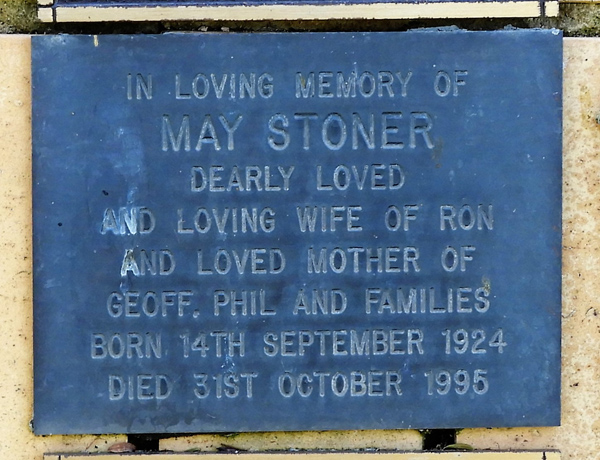 IN LOVING MEMORY OF
MAY STONER
DEARLY LOVED
AND LOVING WIFE OF RON
AND LOVED MOTHER OF
GEOFF, PHIL AND FAMILIES
BORN 14TH SEPTEMBER 1924
DIED 31ST OCTOBER 1995